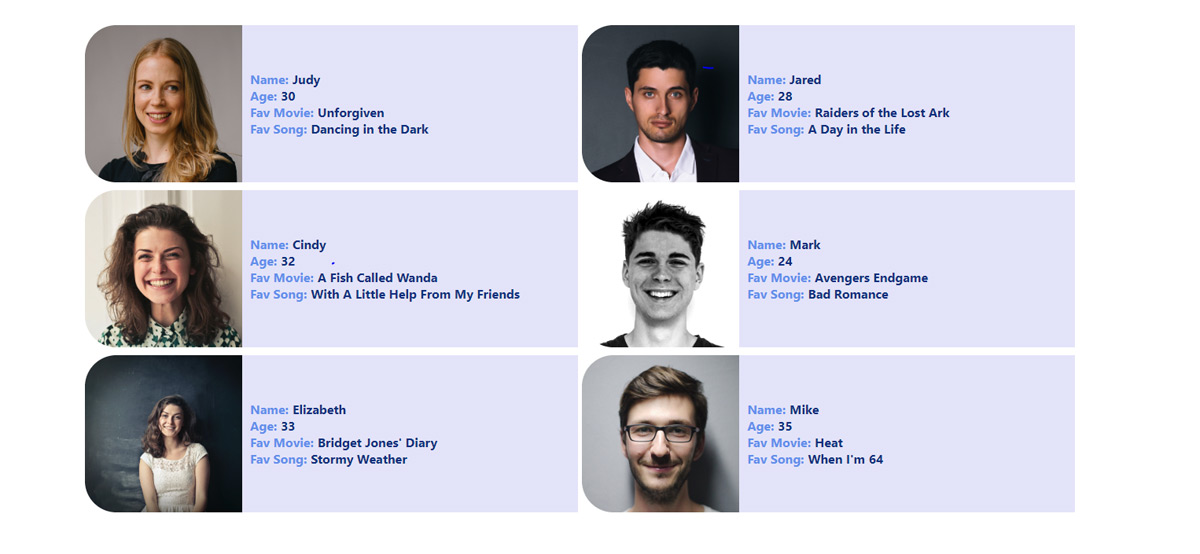 Name: Judy
Age: 30
Fav Movie: Unforgiven
Fav Song: Dancing in the Dark
Name: Jared
Age: 28
Fav Movie: Raiders of the Lost Ark
Fav Song: A Day in the Life
Name: Cindy
Age: 32
Fav Movie: A Fish Called Wanda
Fav Song: With A Little Help From My Friends
Name: Mark
Age: 24
Fav Movie: Avengers Endgame
Fav Song: Bad Romance
Name: Elizabeth
Age: 33
Fav Movie: Bridget Jones' Diary
Fav Song: Stormy Weather
Name: Mike
Age: 35
Fav Movie: Heat
Fav Song: When I'm 64